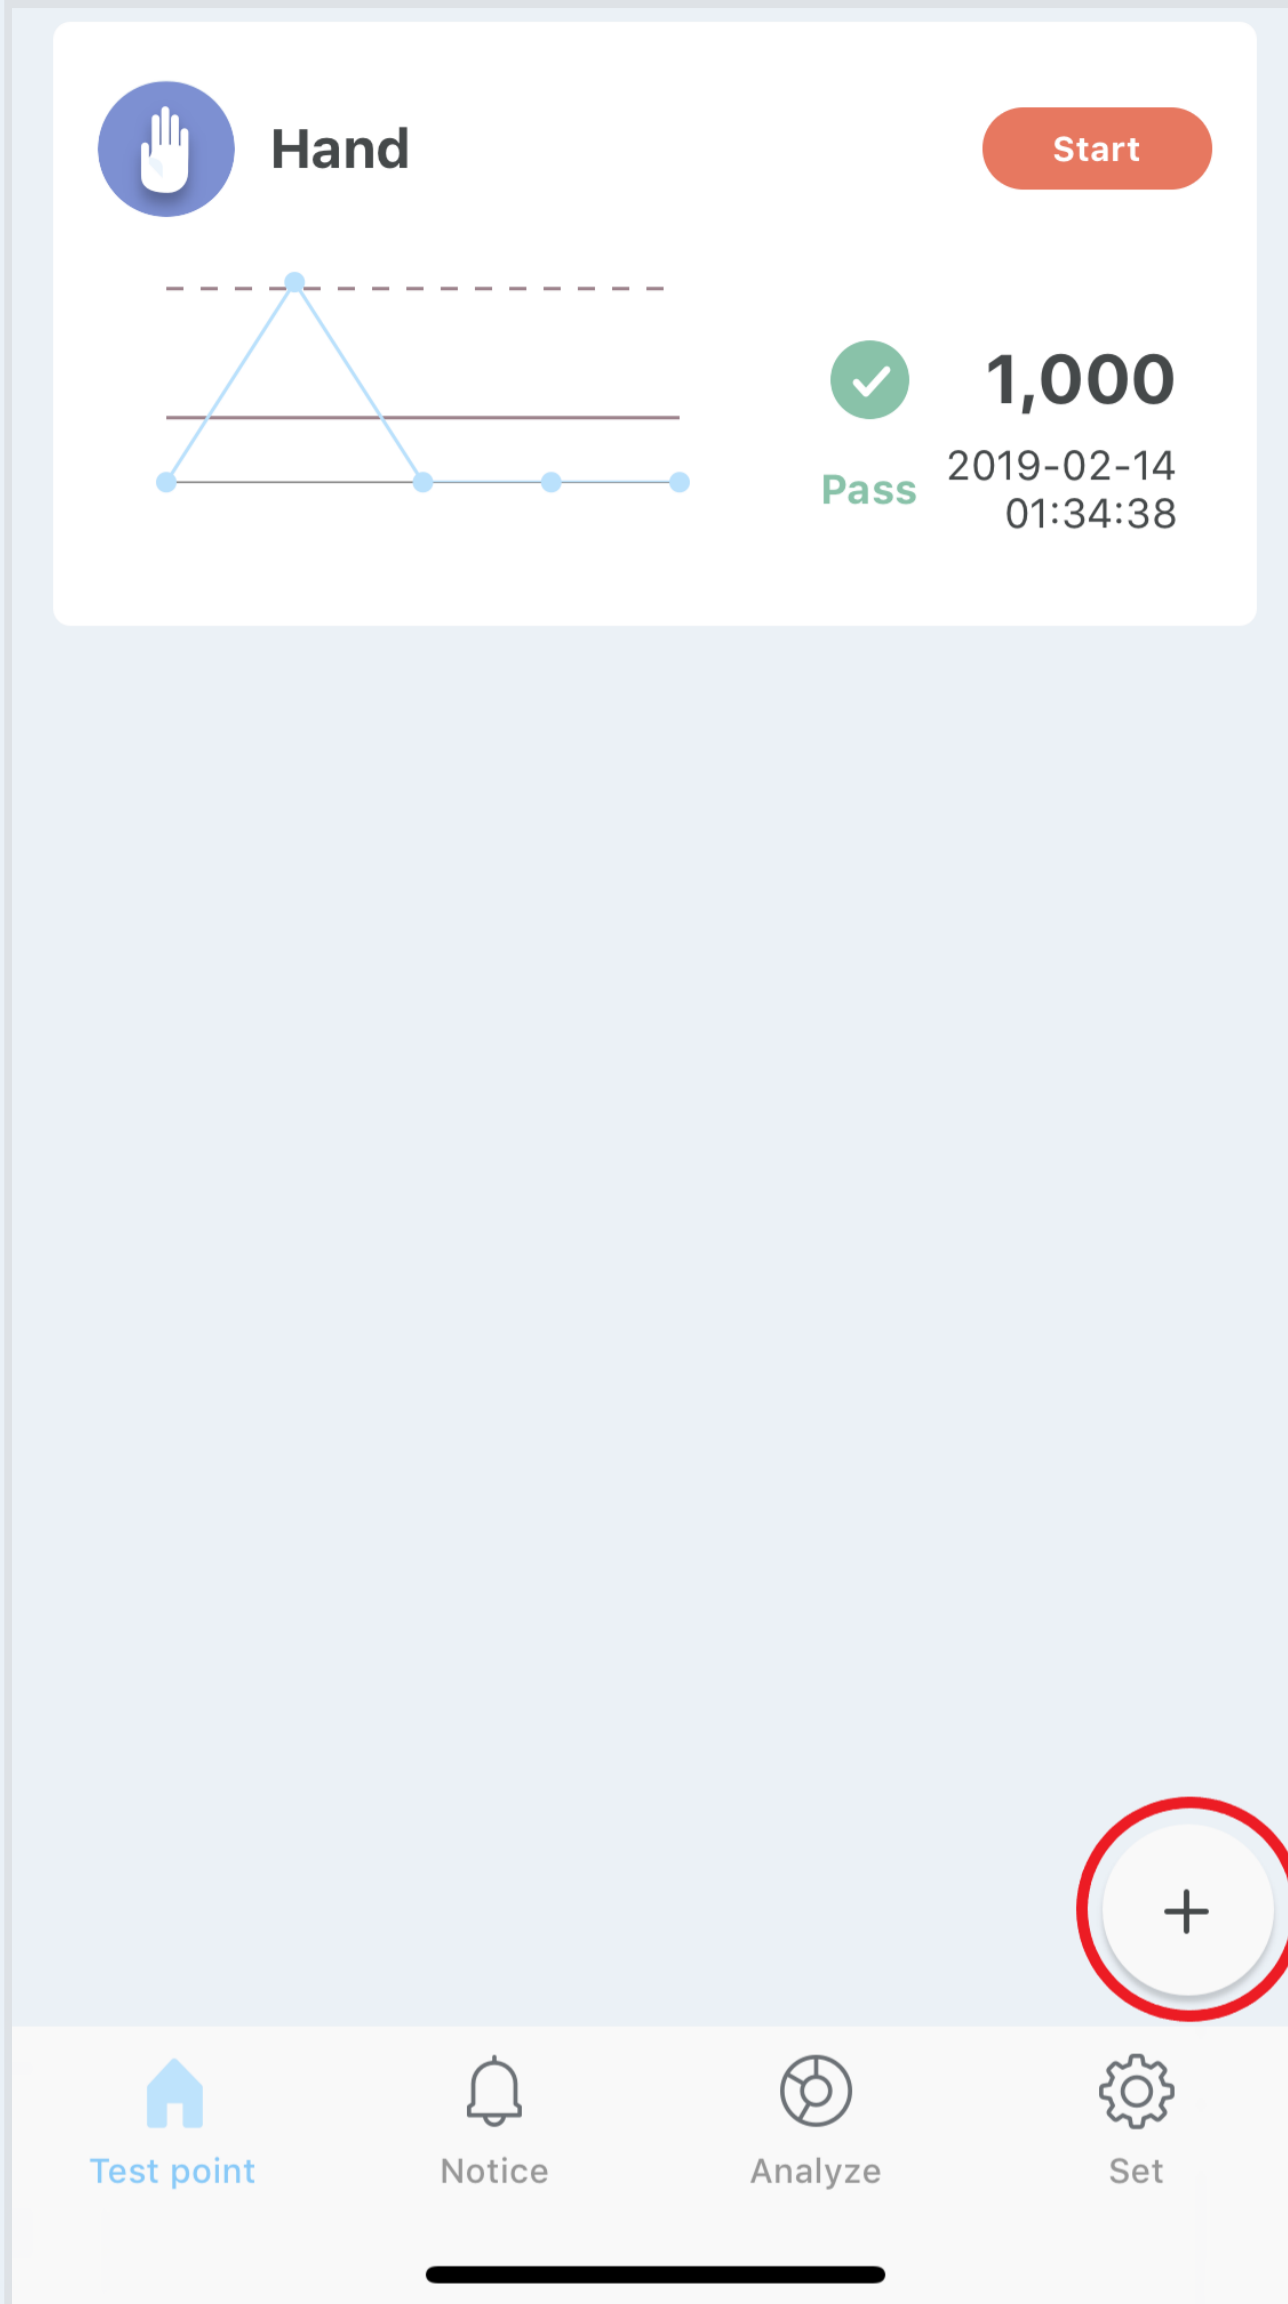 Hand
Start
1,000
2019-02-14
Pass
01:34:38
Test point
Notice
Analyze
Set